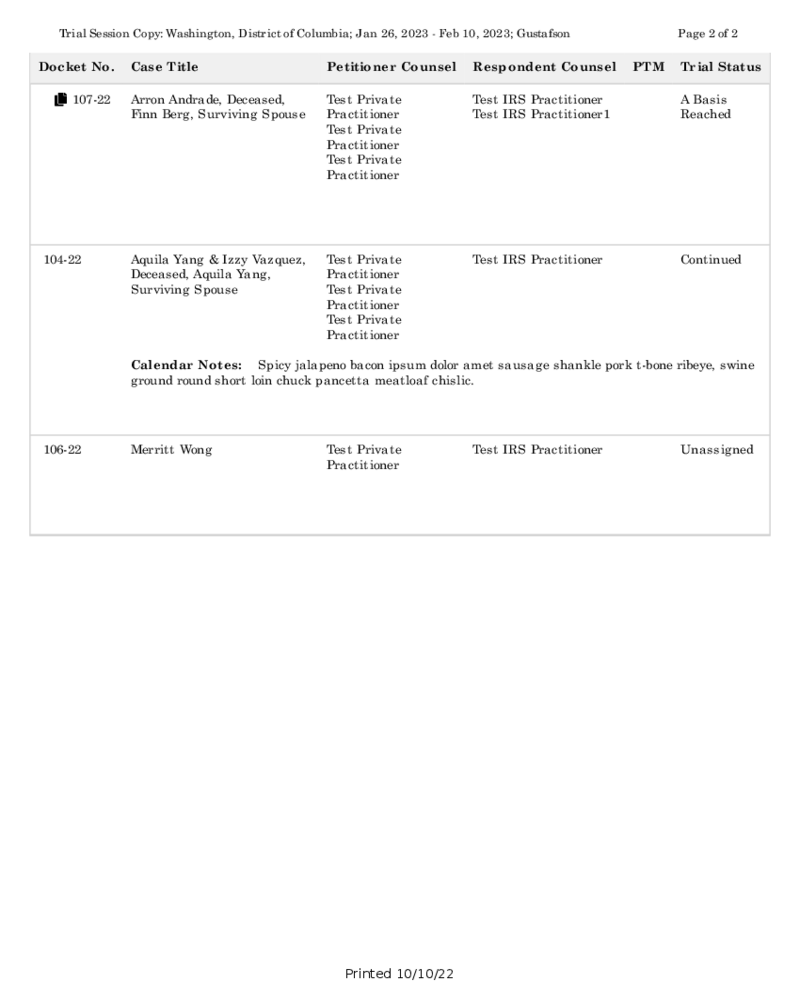 Trial Session Copy: Washington, District of Columbia; Jan 26, 2023 - Feb 10, 2023; Gustafson Page 2 of 2
Docket No. Case Title Petitioner Counsel Respondent Counsel PTM Trial Status
107-22 Arron Andrade, Deceased, Test Private Test IRS Practitioner A Basis
Finn Berg, Surviving Spouse Practitioner Test IRS Practitioner1 Reached
Test Private
Practitioner
Test Private
Practitioner
104-22 Aquila Yang & Izzy Vazquez, Test Private Test IRS Practitioner Continued
Deceased, Aquila Yang, Practitioner
Surviving Spouse Test Private
Practitioner
Test Private
Practitioner
Calendar Notes: Spicy jalapeno bacon ipsum dolor amet sausage shankle pork t-bone ribeye, swine
ground round short loin chuck pancetta meatloaf chislic.
106-22 Merritt Wong Test Private Test IRS Practitioner Unassigned
Practitioner
Printed 10/10/22